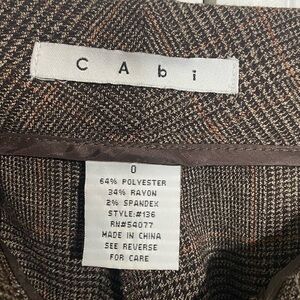 CAbi
0
64% POLYESTER
34% RAYON
2% SPANDEX
STYLE:#136
RN#54077
MADE IN CHINA
SEE REVERSE
FOR CARE